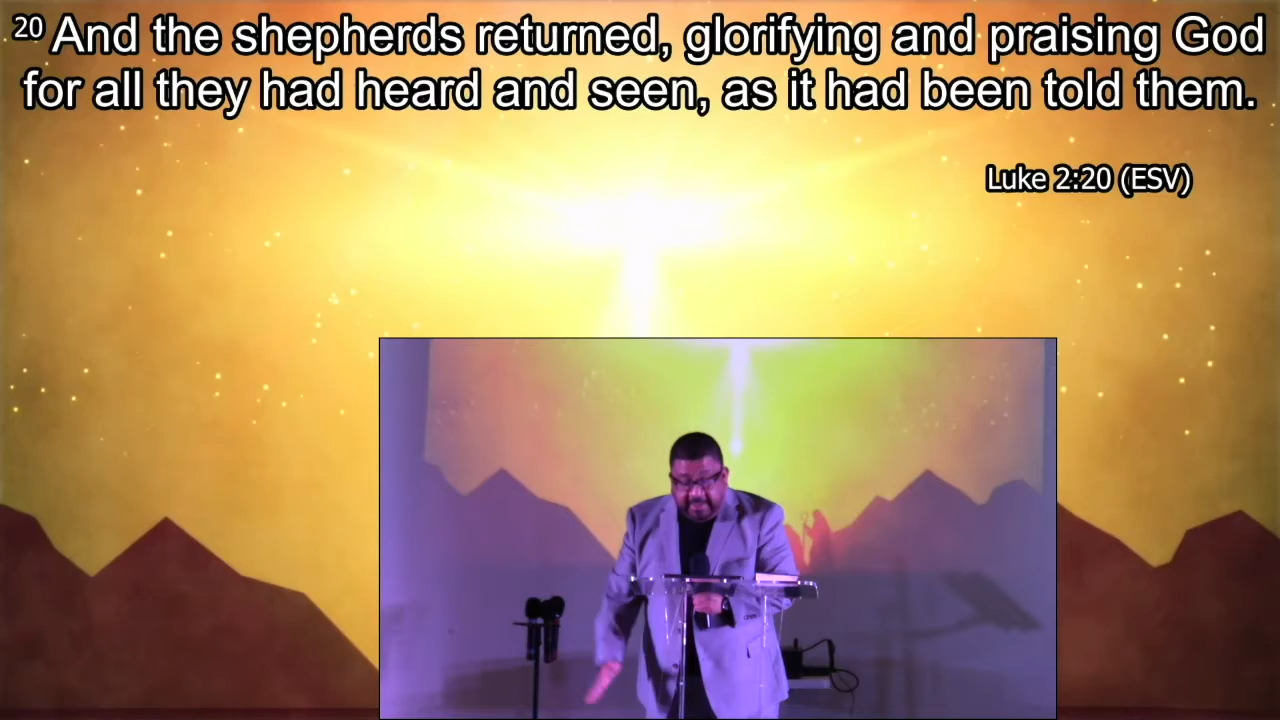 20 And the shepherds returned, glorifying and praising God
for all they had heard and seen, as it had been told them.
Luke 2:20 (ESV)